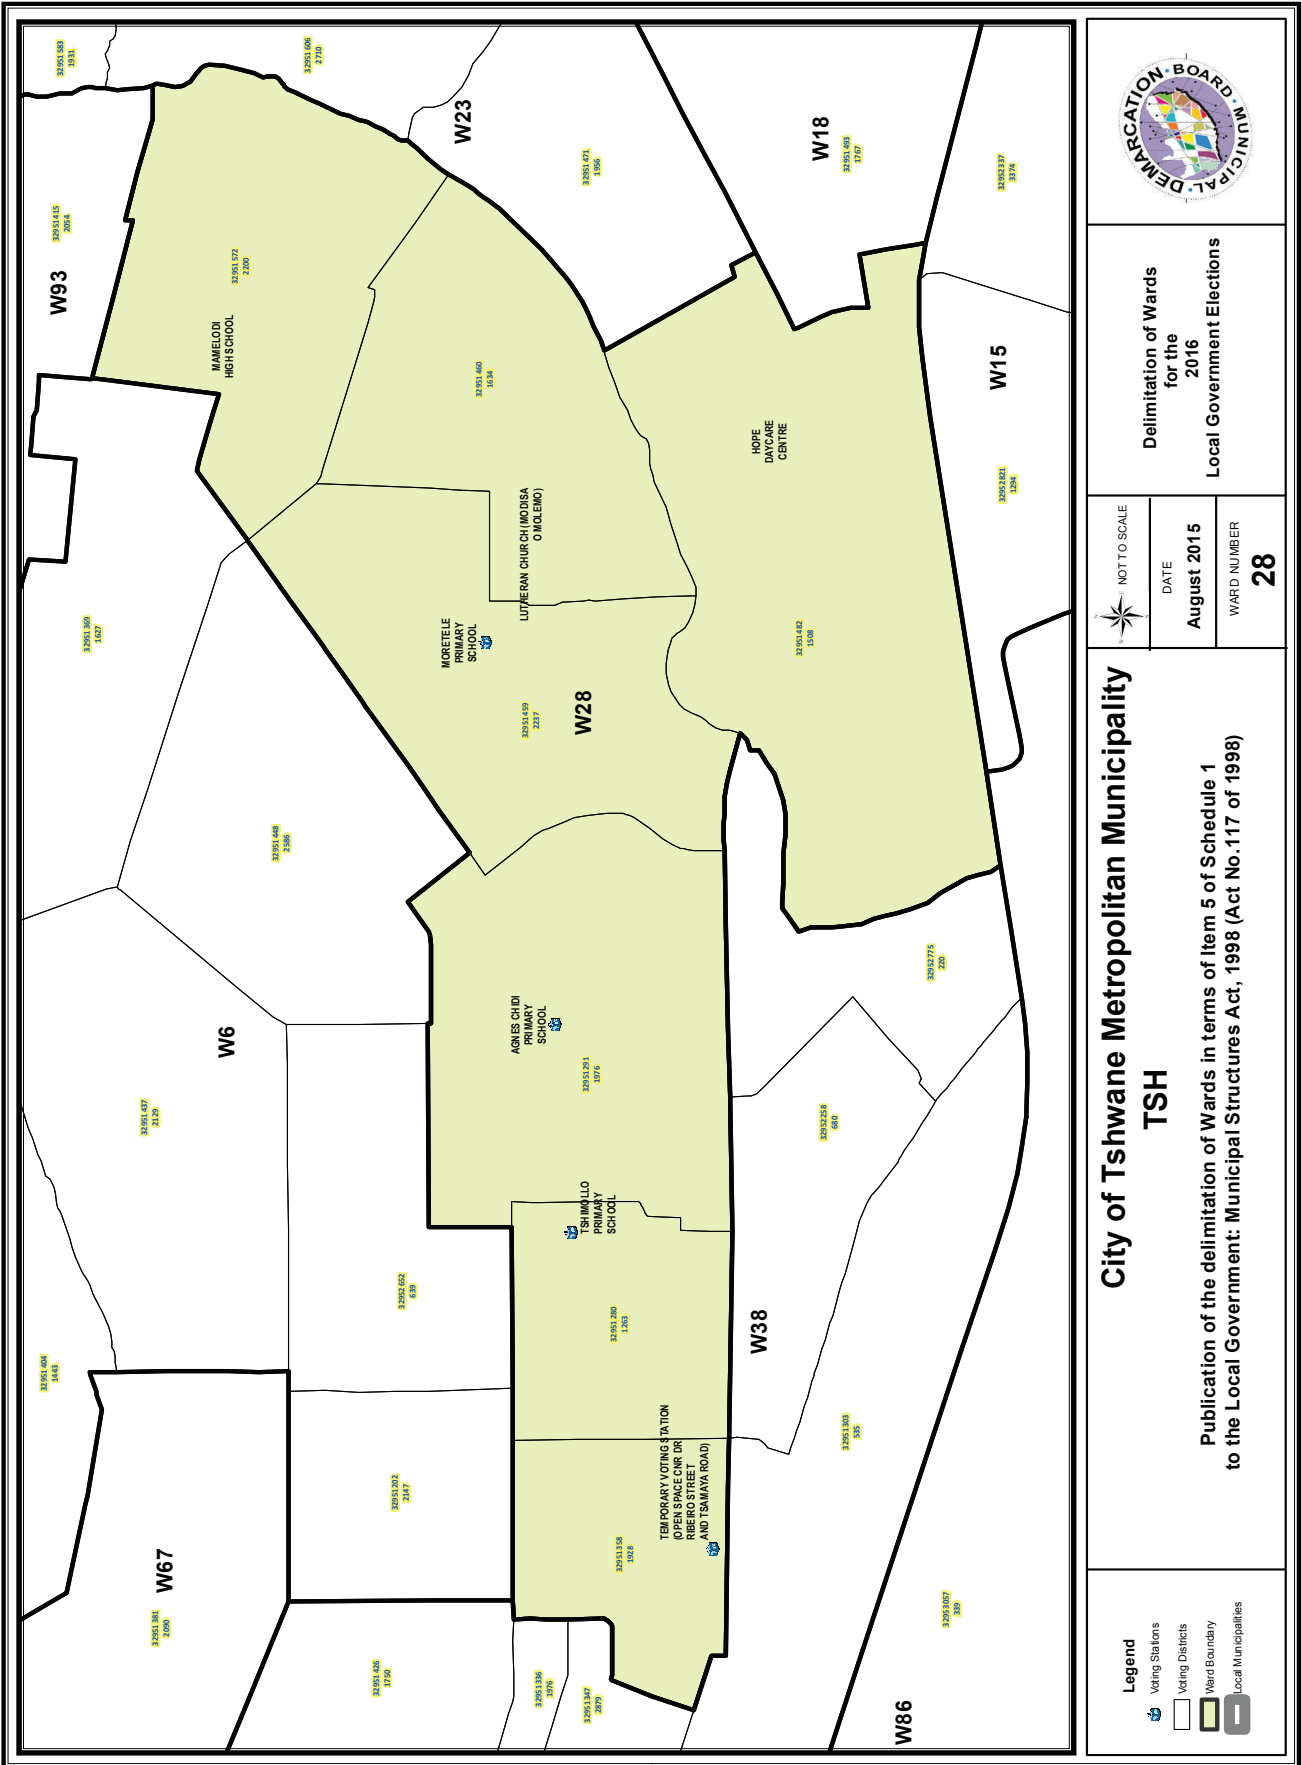 32951583
1931
32951606
2710
W23
32951415
2054
W93
32951572
2200
MAMELODI
HIGH SCHOOL
32951471
1956
W18
32951493
1767
32952337
3374
32951460
1634
HOPE
DAYCARE
CENTRE
W15
32952821
1294
LUTHERAN CHURCH (MODISA
O MOLEMO)
32951369
1627
MORETELE
PRIMARY
SCHOOL
32951482
1508
32951459
2237
W28
32951448
2586
32952775
220
W6
AGNES CHIDI
PRIMARY
SCHOOL
32951291
1976
32951437
2129
32952258
680
TSHIMOLLO
PRIMARY
SCHOOL
32952652
639
32951280
1263
W38
32951404
1443
32951303
535
TEMPORARY VOTING STATION
(OPEN SPACE CNR DR
RIBEIRO STREET
AND TSAMAYA ROAD)
32951202
2147
32951358
1928
W67
32951381
2090
32953057
339
32951426
1750
32951336
1976
32951347
2879
W86
Legend
Voting Stations
Voting Districts
Ward Boundary
Local Municipalities
City of Tshwane Metropolitan Municipality
TSH
Publication of the delimitation of Wards in terms of Item 5 of Schedule 1
to the Local Government: Municipal Structures Act, 1998 (Act No.117 of 1998)
N
E
S
W
NOT TO SCALE
DATE
August 2015
WARD NUMBER
28
Delimitation of Wards
for the
2016
Local Government Elections
MUNICIPAL • DEMARCATION • BOARD •